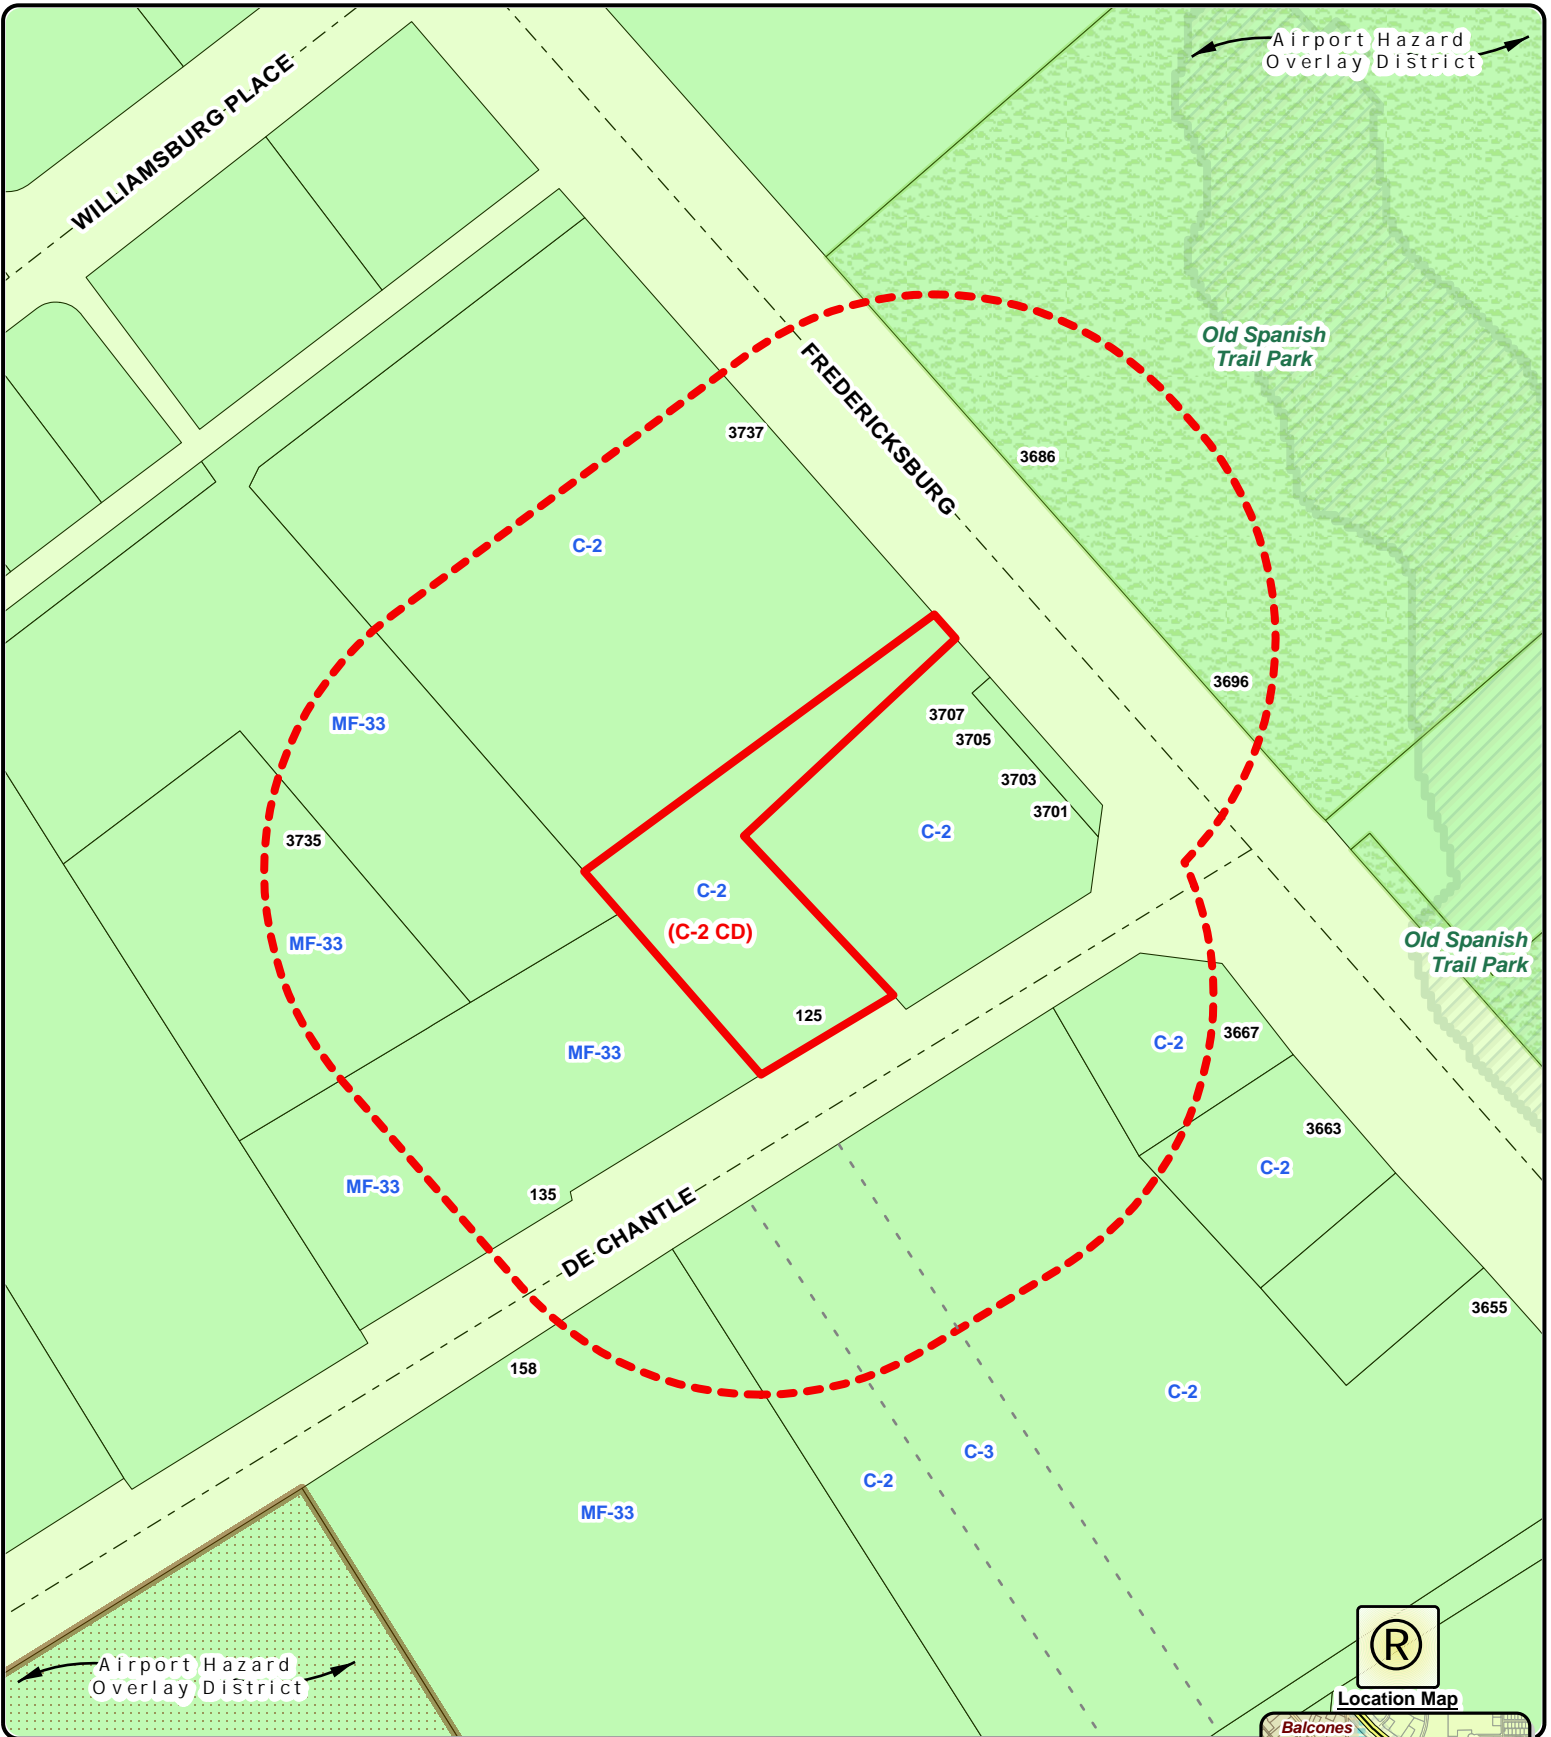 Airport Hazard
Overlay District
WILLIAMSBURG PLACE
Old Spanish
Trail Park
FREDERICKSBURG
3737
3686
C-2
3696
MF-33
3707
3705
3703
3701
C-2
3735
C-2
(C-2 CD)
MF-33
Old Spanish
Trail Park
125
MF-33
C-2
3667
3663
C-2
MF-33
135
DE CHANTLE
3655
158
C-2
C-3
C-2
MF-33
Airport Hazard
Overlay District
R
Location Map
Balcones